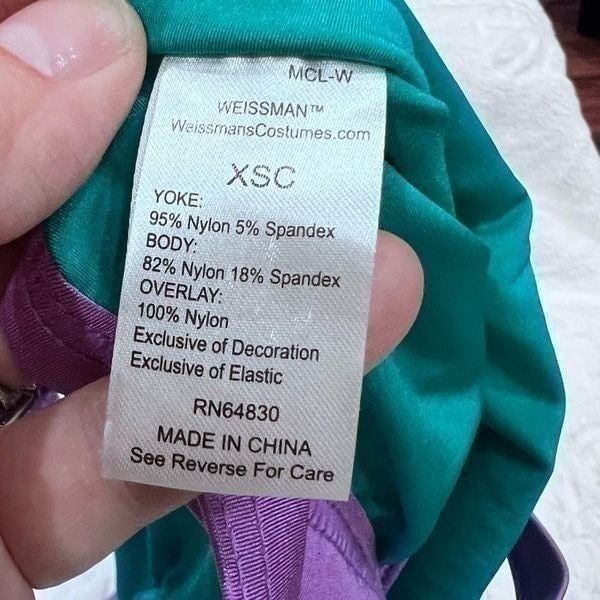 MCL-W
WEISSMAN™
WeissmansCostumes.com
XSC
YOKE:
95% Nylon 5% Spandex
BODY:
82% Nylon 18% Spandex
OVERLAY:
100% Nylon
Exclusive of Decoration
Exclusive of Elastic
RN64830
MADE IN CHINA
See Reverse For Care